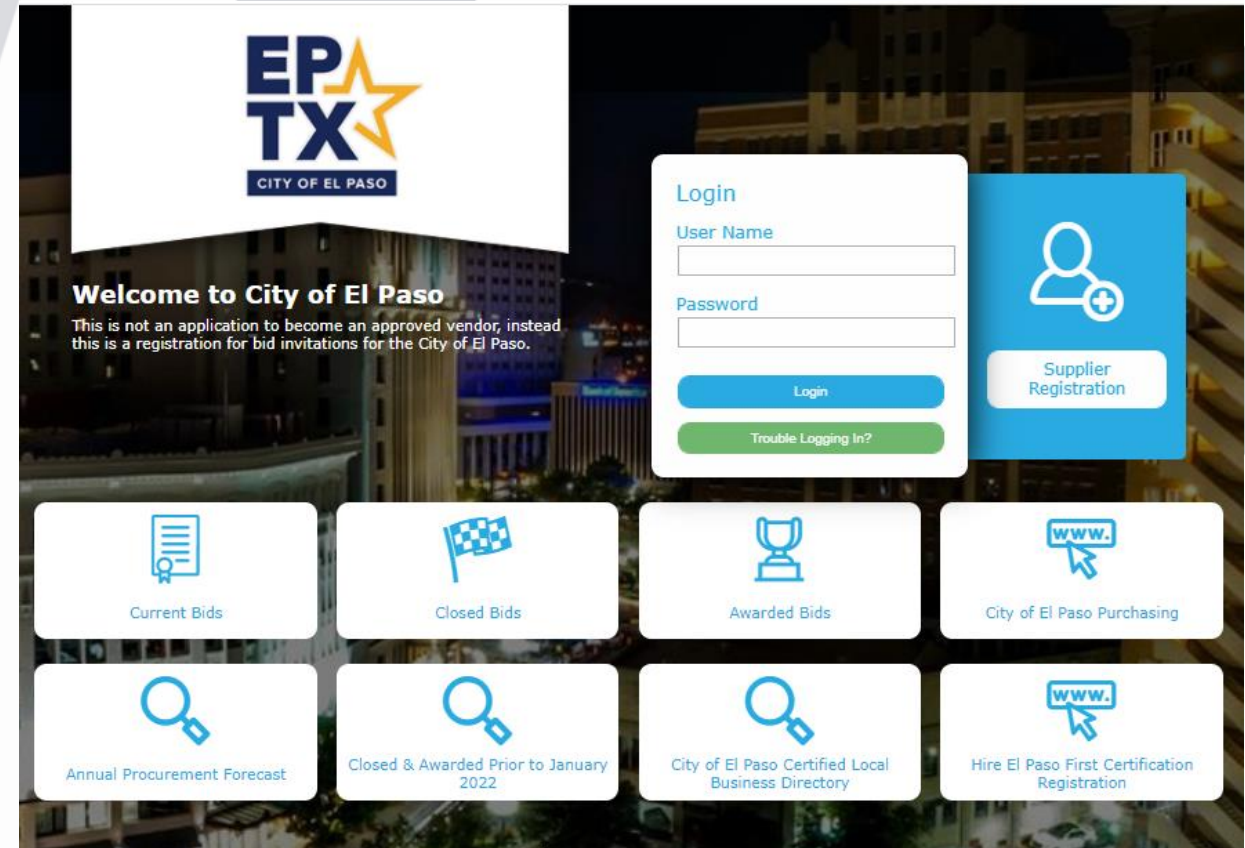 EP
TX
CITY OF EL PASO
Welcome to City of El Paso
This is not an application to become an approved vendor, instead
this is a registration for bid invitations for the City of El Paso.
Login
User Name
Password
Login
Trouble Logging In?
Supplier
Registration
Current Bids
Closed Bids
Awarded Bids
www.
City of El Paso Purchasing
Annual Procurement Forecast
Closed & Awarded Prior to January
2022
City of El Paso Certified Local
Business Directory
www.
Hire El Paso First Certification
Registration